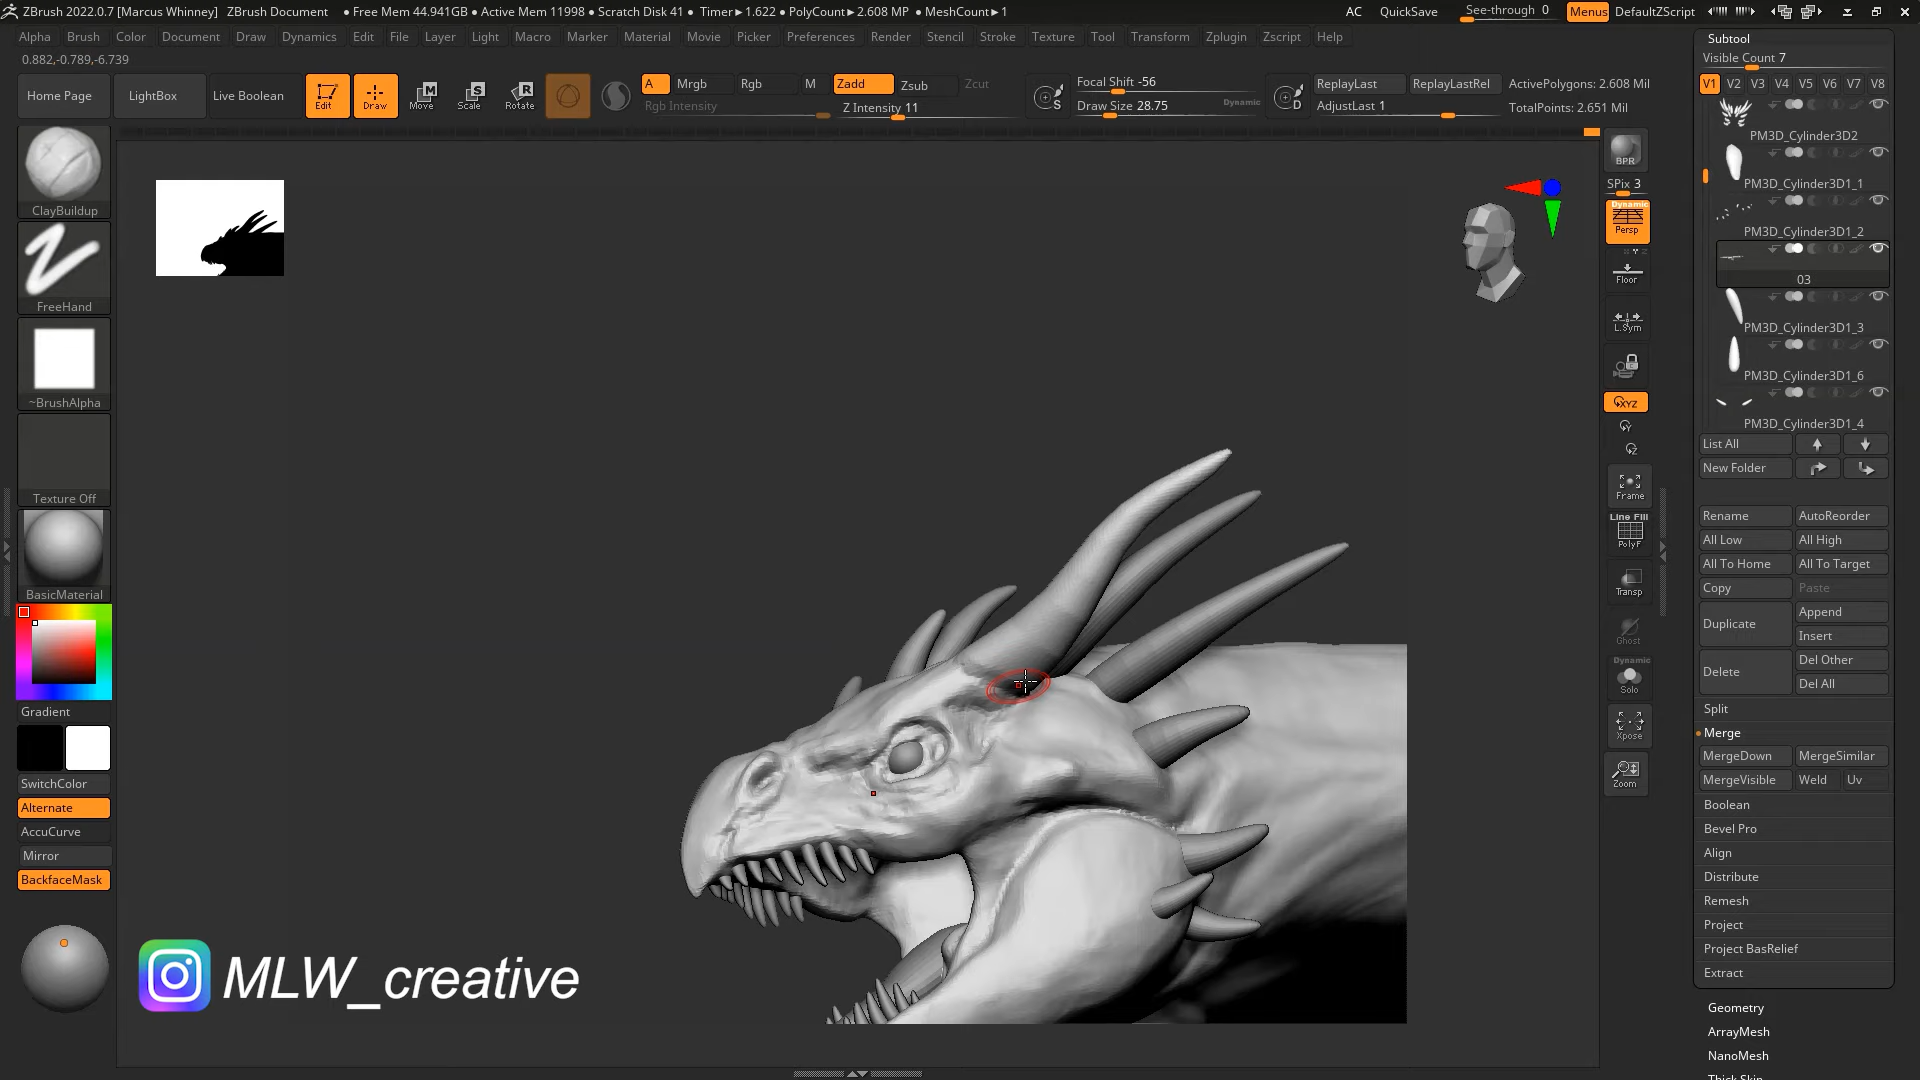 ZBrush 2022.0.7 [Marcus Whinney] ZBrush Document ● Free Mem 44.941GB ● Active Mem 11998 ● Scratch Disk 41 ● Timer►1.622 ● PolyCount►2.608 MP ● MeshCount►1 AC QuickSave See-through 0 Menus DefaultZScript
Alpha Brush Color Document Draw Dynamics Edit File Layer Light Macro Marker Material Movie Picker Preferences Render Stencil Stroke Texture Tool Transform Zplugin Zscript Help
0.882,-0.789,-6.739
Home Page LightBox Live Boolean Edit Draw Move Scale Rotate
A Mrgb Rgb M Zadd Zsub Zcut
Rgb Intensity Z Intensity 11
Focal Shift -56
Draw Size 28.75 Dynamic
ReplayLast ReplayLastRel ActivePolygons: 2.608 Mil
AdjustLast 1 TotalPoints: 2.651 Mil
ClayBuildup
FreeHand
~BrushAlpha
Texture Off
BasicMaterial
Gradient
SwitchColor
Alternate
AccuCurve
Mirror
BackfaceMask
MLW_creative
BPR
SPix 3
Dynamic
Persp
Floor
L.Sym
XYZ
Frame
Line Fill
PolyF
Transp
Ghost
Dynamic
Solo
Xpose
Zoom
Subtool
Visible Count 7
V1 V2 V3 V4 V5 V6 V7 V8
PM3D_Cylinder3D2
PM3D_Cylinder3D1_1
PM3D_Cylinder3D1_2
03
PM3D_Cylinder3D1_3
PM3D_Cylinder3D1_6
PM3D_Cylinder3D1_4
List All
New Folder
Rename AutoReorder
All Low All High
All To Home All To Target
Copy Paste
Duplicate Append
Insert
Delete Del Other
Del All
Split
Merge
MergeDown MergeSimilar
MergeVisible Weld Uv
Boolean
Bevel Pro
Align
Distribute
Remesh
Project
Project BasRelief
Extract
Geometry
ArrayMesh
NanoMesh
Thick Skin